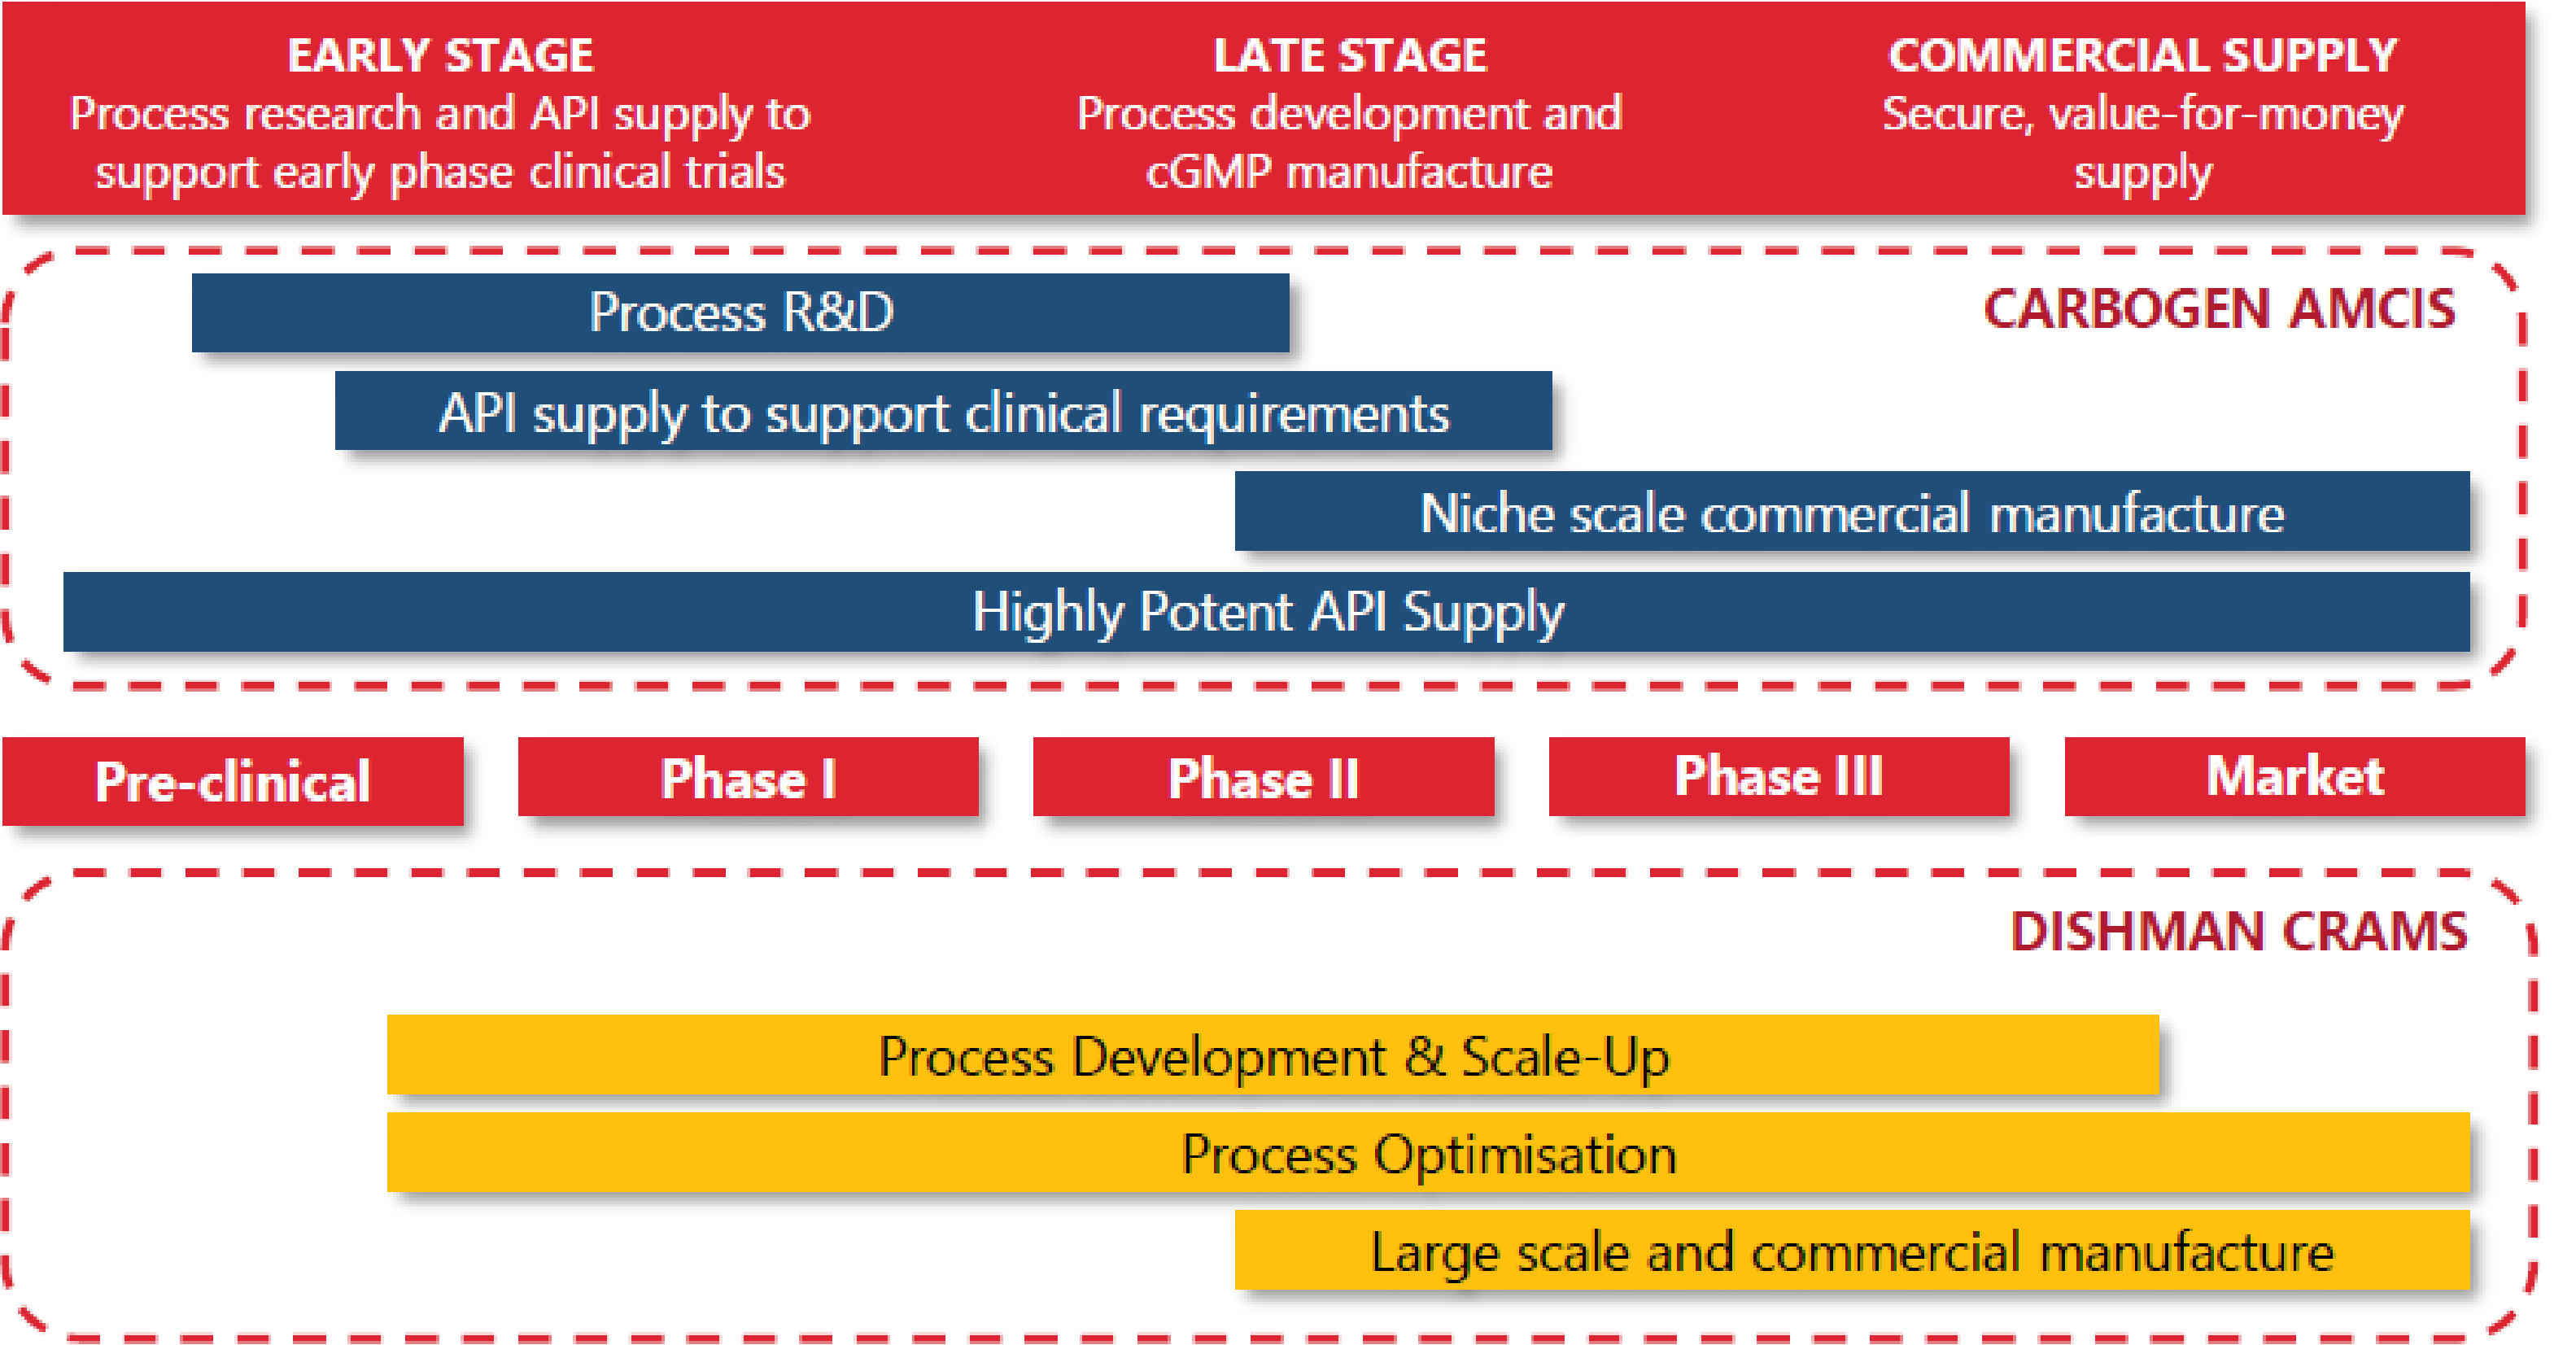 EARLY STAGE
Process research and API supply to
support early phase clinical trials
LATE STAGE
Process development and
cGMP manufacture
COMMERCIAL SUPPLY
Secure, value-for-money
supply
CARBOGEN AMCIS
Process R&D
API supply to support clinical requirements
Niche scale commercial manufacture
Highly Potent API Supply
Pre-clinical
Phase I
Phase II
Phase III
Market
DISHMAN CRAMS
Process Development & Scale-Up
Process Optimisation
Large scale and commercial manufacture